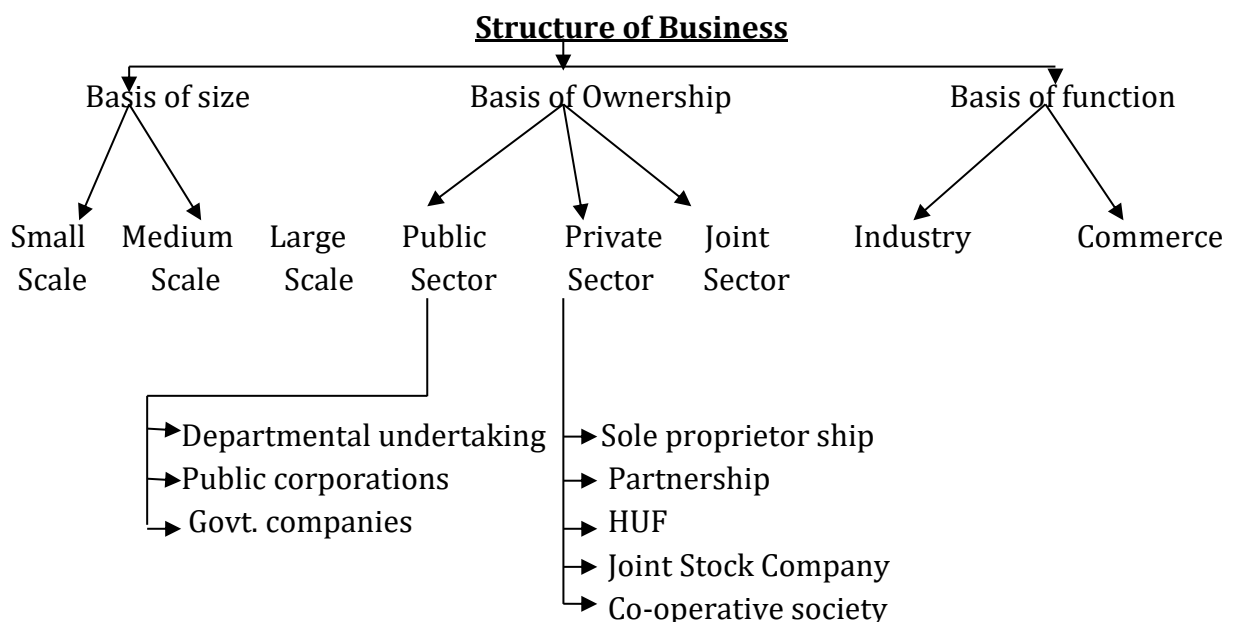 Structure of Business
Basis of size Basis of Ownership Basis of function
Small Medium Large Public Private Joint Industry Commerce
Scale Scale Scale Sector Sector Sector
Departmental undertaking Sole proprietor ship
Public corporations Partnership
Govt. companies HUF
Joint Stock Company
Co-operative society